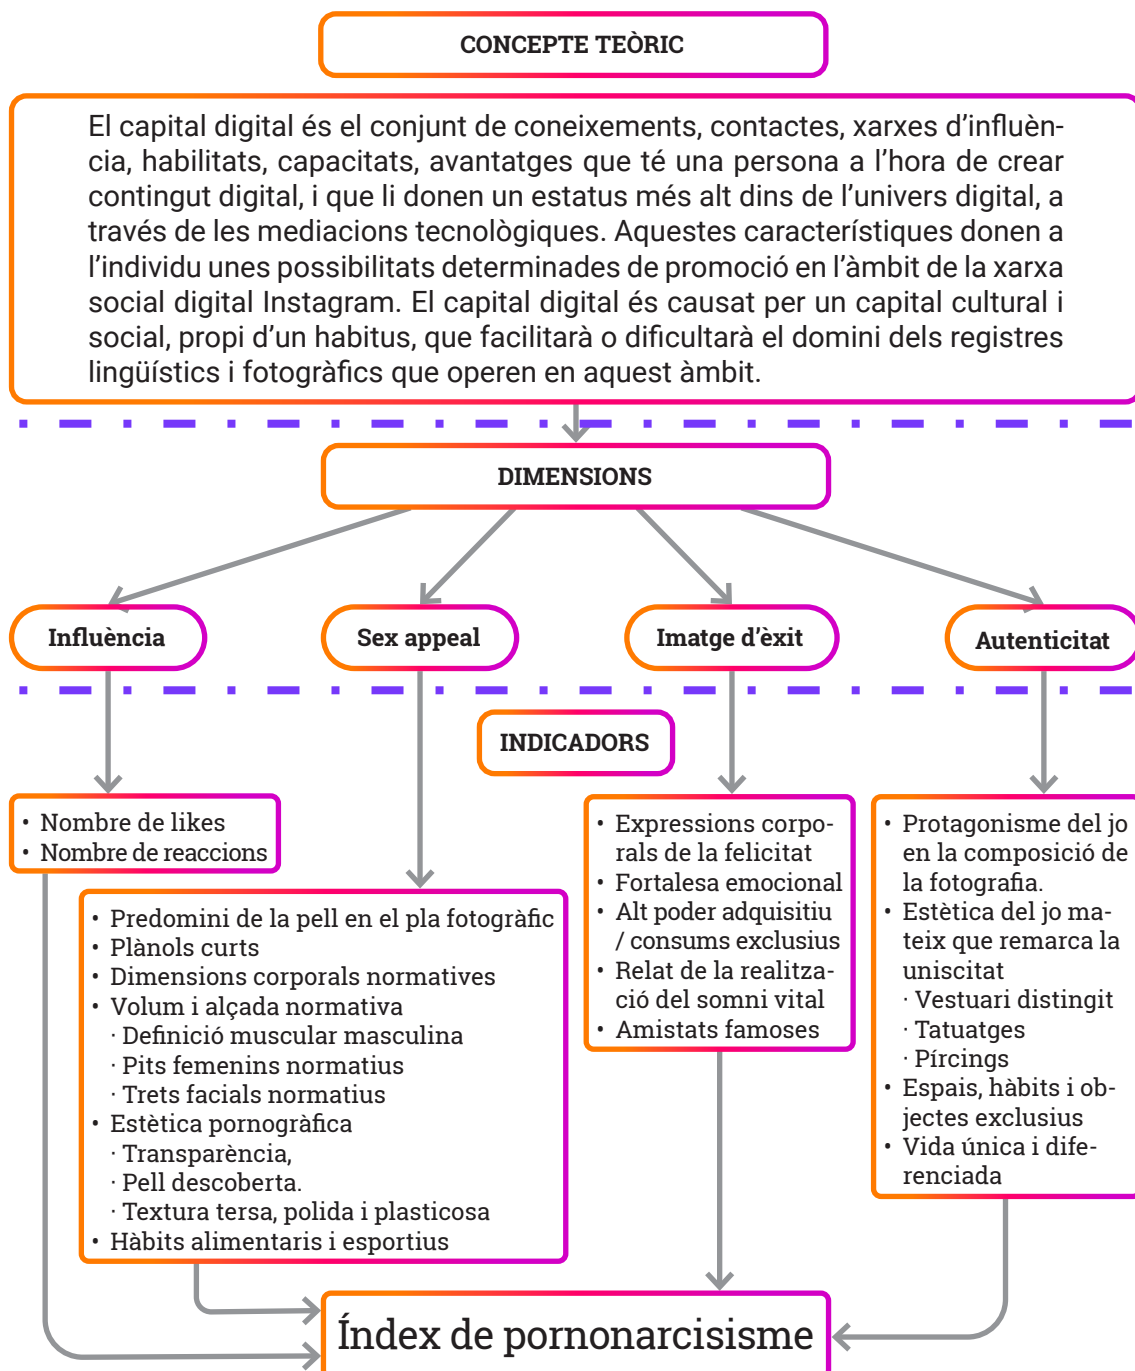 CONCEPTE TEÒRIC
El capital digital és el conjunt de coneixements, contactes, xarxes d’influèn-
cia, habilitats, capacitats, avantatges que té una persona a l’hora de crear
contingut digital, i que li donen un estatus més alt dins de l’univers digital, a
través de les mediacions tecnològiques. Aquestes característiques donen a
l’individu unes possibilitats determinades de promoció en l’àmbit de la xarxa
social digital Instagram. El capital digital és causat per un capital cultural i
social, propi d’un habitus, que facilitarà o dificultarà el domini dels registres
lingüístics i fotogràfics que operen en aquest àmbit.
DIMENSIONS
Influència
Sex appeal
Imatge d’èxit
Autenticitat
INDICADORS
• Nombre de likes
• Nombre de reaccions
• Predomini de la pell en el pla fotogràfic
• Plànols curts
• Dimensions corporals normatives
• Volum i alçada normativa
· Definició muscular masculina
· Pits femenins normatius
· Trets facials normatius
• Estètica pornogràfica
· Transparència,
· Pell descoberta.
· Textura tersa, polida i plasticosa
• Hàbits alimentaris i esportius
• Expressions corpo-
rals de la felicitat
• Fortalesa emocional
• Alt poder adquisitiu
/ consums exclusius
• Relat de la realitza-
ció del somni vital
• Amistats famoses
• Protagonisme del jo
en la composició de
la fotografia.
• Estètica del jo ma-
teix que remarca la
uniscitat
· Vestuari distingit
· Tatuatges
· Pírcings
• Espais, hàbits i ob-
jectes exclusius
• Vida única i dife-
renciada
Índex de pornonarcisisme